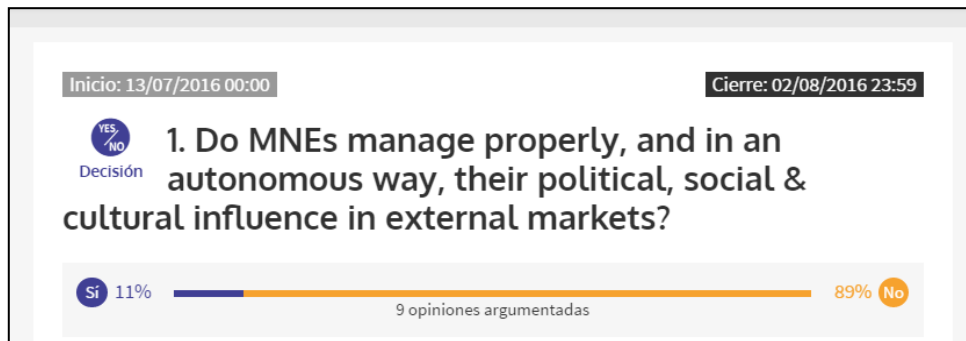 Inicio: 13/07/2016 00:00
Cierre: 02/08/2016 23:59
YES/NO
Decisión
1. Do MNEs manage properly, and in an
autonomous way, their political, social &
cultural influence in external markets?
Sí 11%
89% No
9 opiniones argumentadas